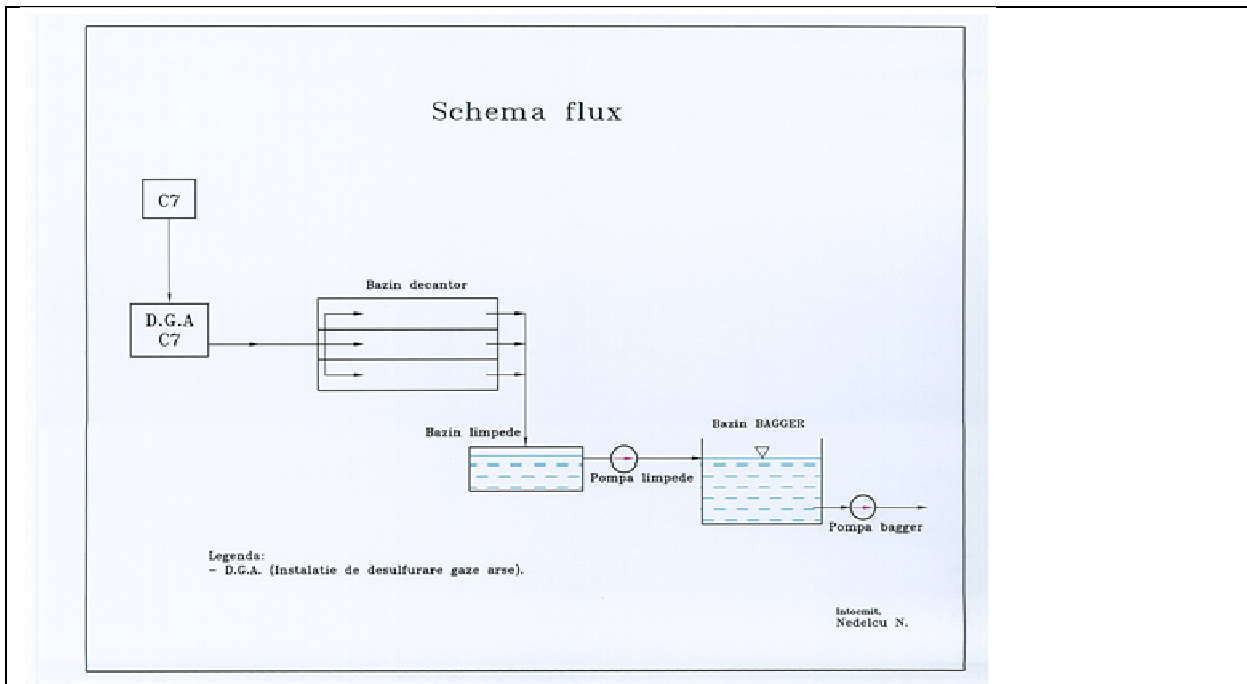 Schema flux
C7
Bazin decantor
D.G.A
C7
Bazin BAGGER
Bazin limpede
Pompa limpede
Pompa bagger
Legenda:
- D.G.A. (Instalatie de desulfurare gaze arse).
Intocmit,
Nedelcu N.